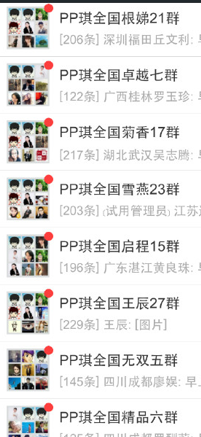 PP琪全国根娣21群
[206条] 深圳福田丘文利: 早
PP琪全国卓越七群
[122条] 广西桂林罗玉珍: 早
PP琪全国菊香17群
[217条] 湖北武汉吴志腾: 早
PP琪全国雪燕23群
[203条] (试用管理员) 江苏
PP琪全国启程15群
[196条] 广东湛江黄良珠: 早
PP琪全国王辰27群
[229条] 王辰: [图片]
PP琪全国无双五群
[145条] 四川成都廖娱: 早
PP琪全国精品六群